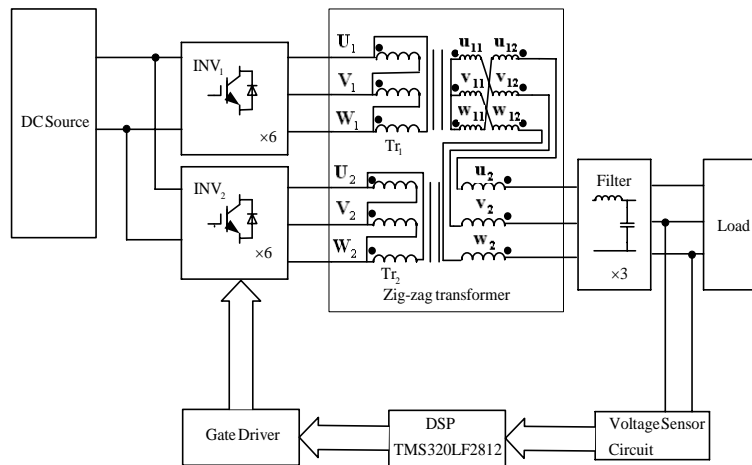 DC Source
INV1
×6
INV2
×6
U1
V1
W1
Tr1
u11 u12
v11 v12
w11 w12
U2
V2
W2
Tr2
u2
v2
w2
Zig-zag transformer
Filter
×3
Load
Gate Driver
DSP
TMS320LF2812
Voltage Sensor
Circuit